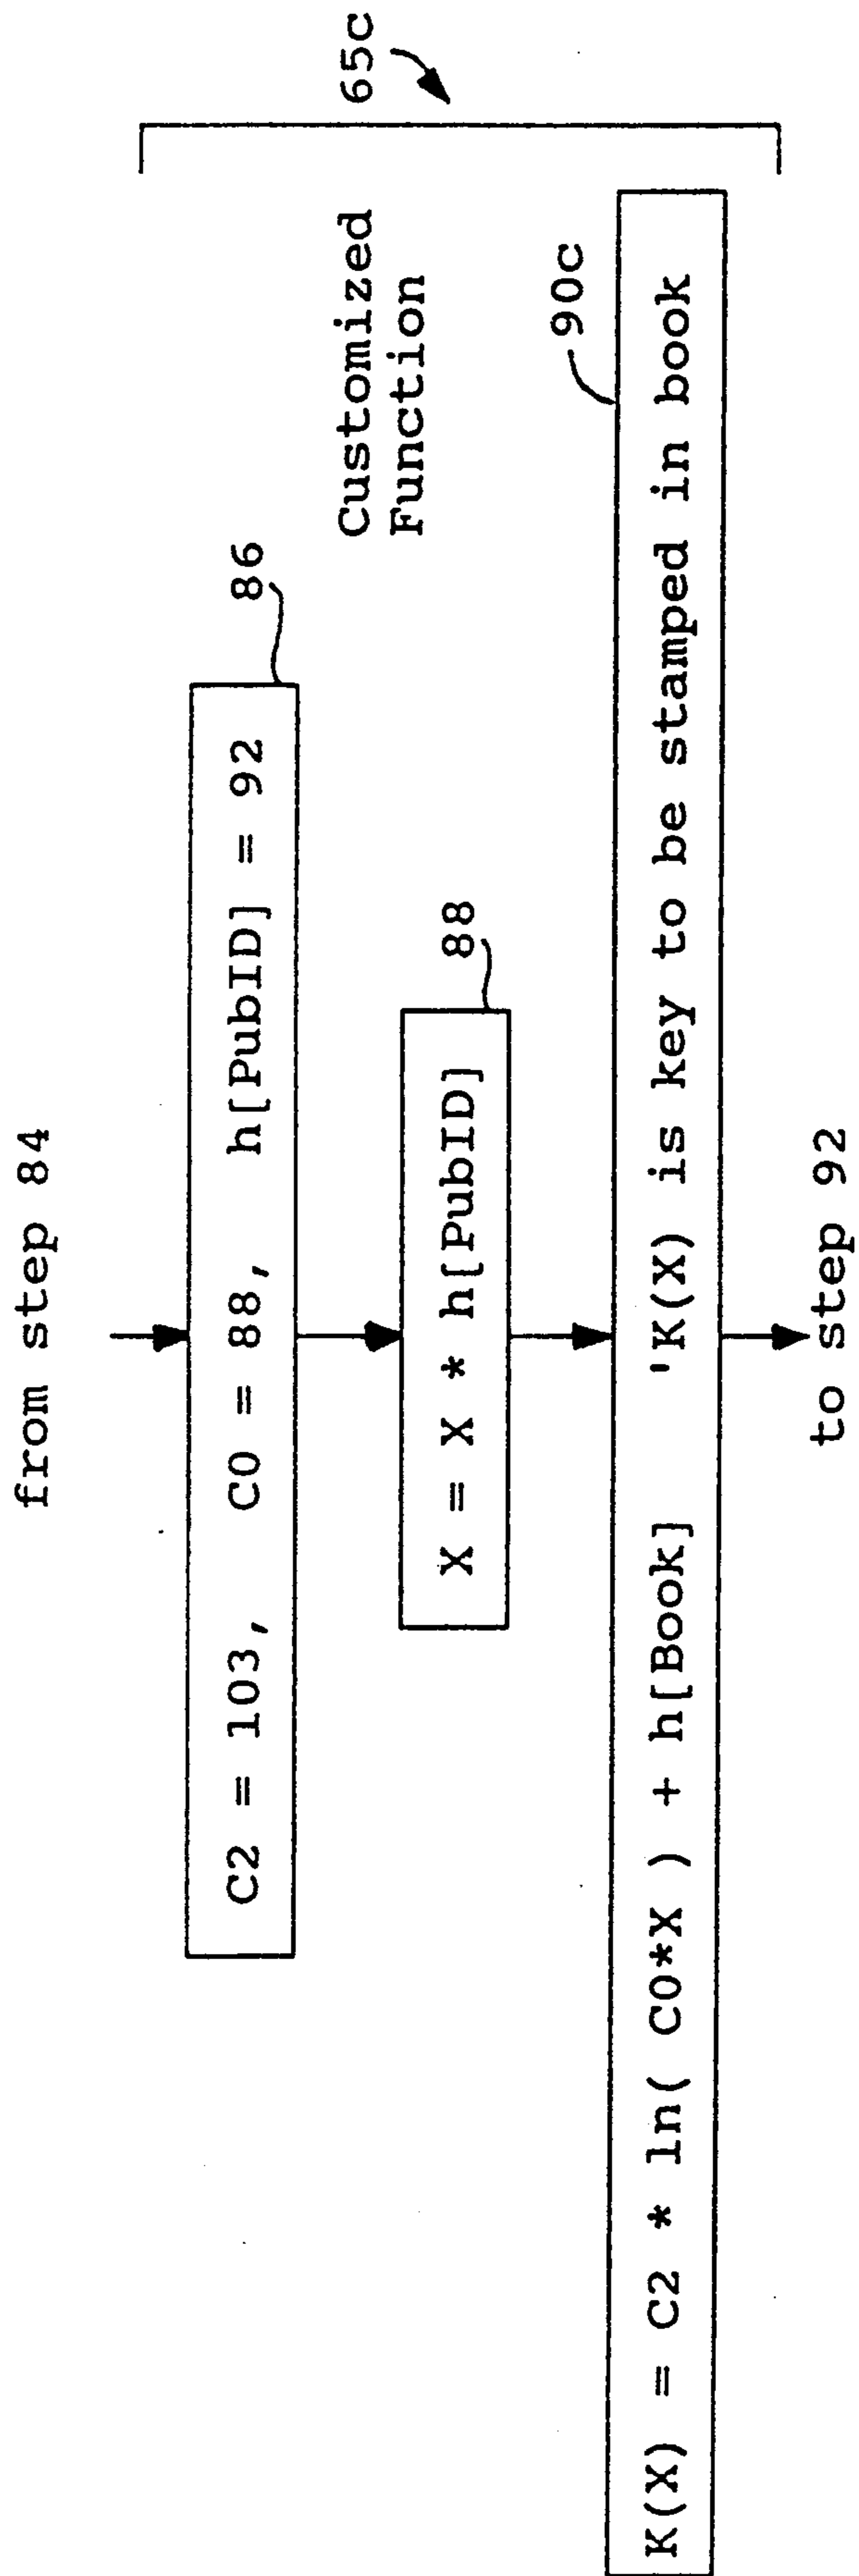 from step 84
C2 = 103, C0 = 88, h[PubID] = 92
86
X = X * h[PubID]
88
Customized
Function
65c
K(X) = C2 * ln( C0*X ) + h[Book] 'K(X) is key to be stamped in book
90c
to step 92